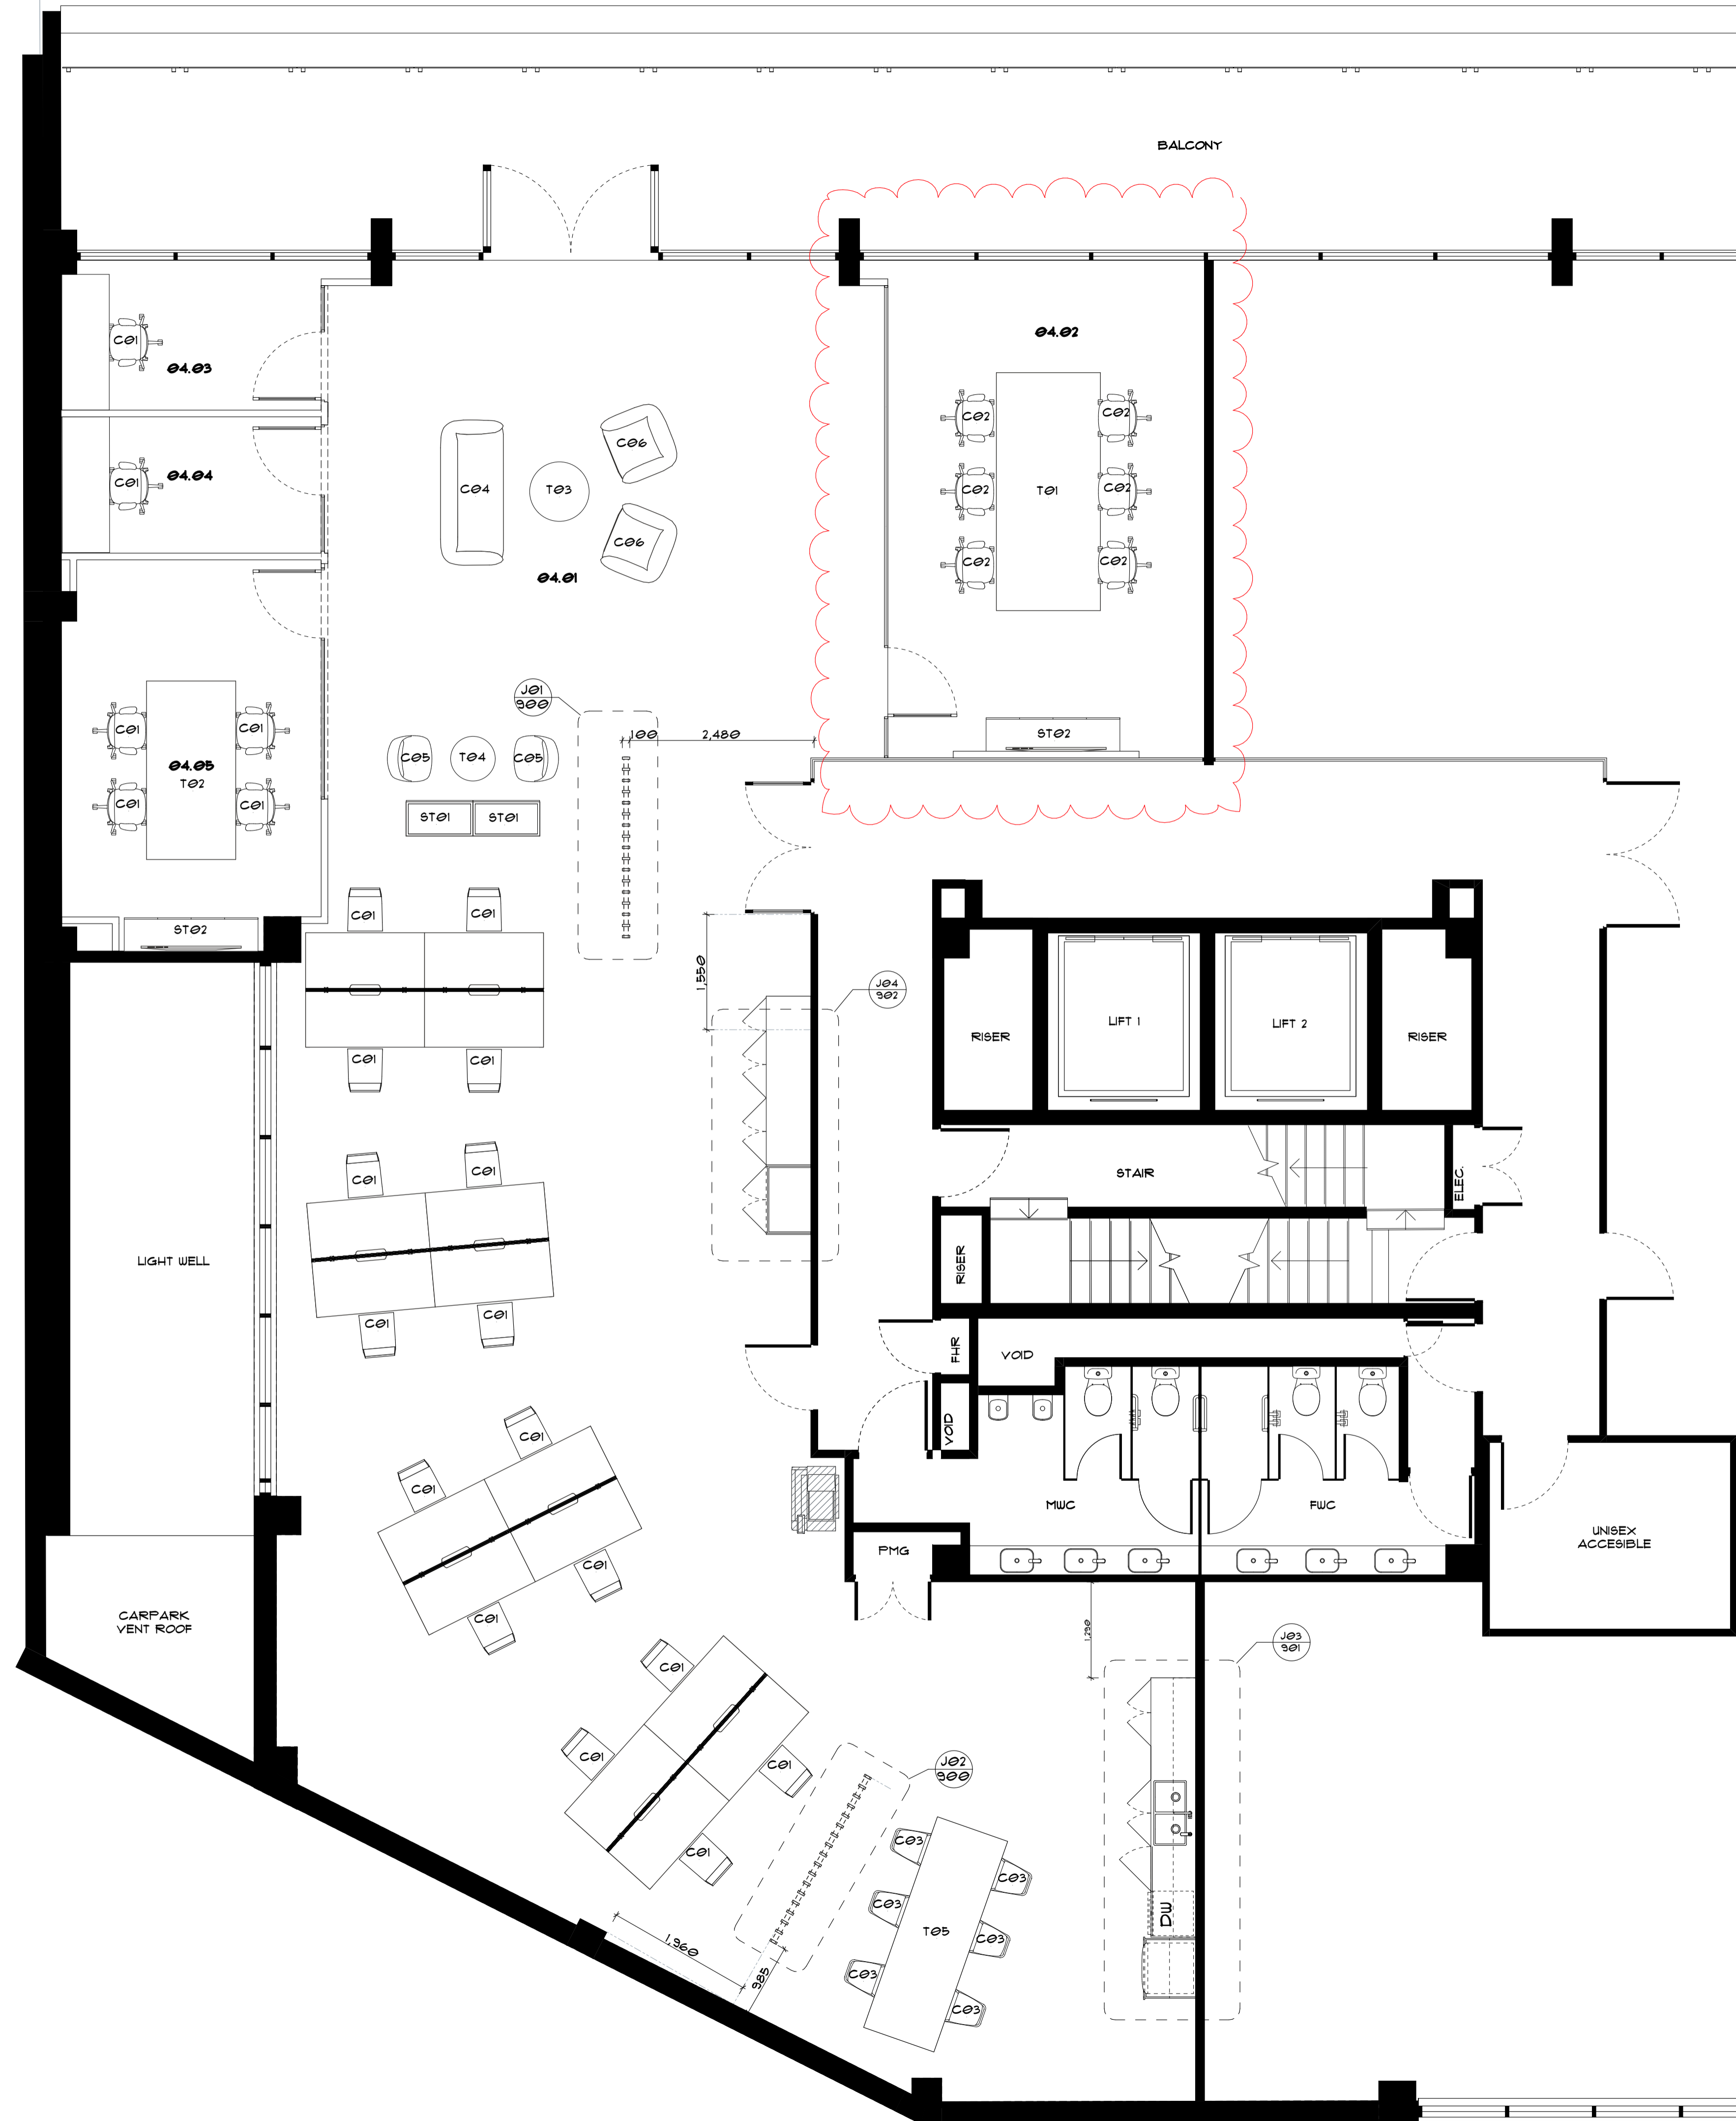 BALCONY
04.02
C01
04.03
C02
C02
C06
C01
04.04
C04
T03
C02
T01
C02
C06
C02
C02
04.01
J01
900
100
2,480
ST02
C01
C01
C05
T04
C05
04.05
T02
C01
C01
ST01
ST01
C01
C01
ST02
1,550
J04
902
LIFT 1
LIFT 2
RISER
RISER
C01
C01
C01
C01
STAIR
ELEC.
LIGHT WELL
RISER
C01
C01
FHR
VOID
VOID
C01
C01
MWC
FWC
UNISEX
ACCESIBLE
PMG
C01
C01
CARPARK
VENT ROOF
1,290
J03
901
C01
C01
C01
J02
900
C01
C03
C03
C03
DW
T05
C03
1,960
985
C03
C03